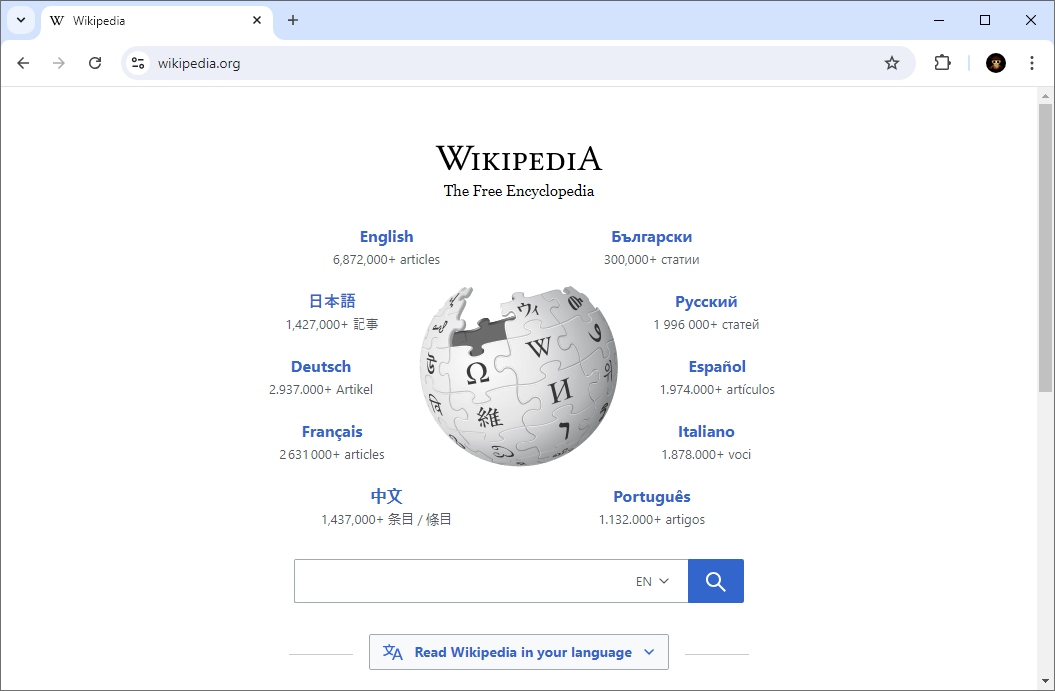 Wikipedia
wikipedia.org
WIKIPEDIA
The Free Encyclopedia
English
6,872,000+ articles
Български
300,000+ статии
日本語
1,427,000+ 記事
Русский
1 996 000+ статей
Deutsch
2.937.000+ Artikel
Español
1.974.000+ artículos
Français
2 631 000+ articles
Italiano
1.878.000+ voci
中文
1,437,000+ 条目 / 條目
Português
1.132.000+ artigos
ウィ
W
Ω
И
維
EN
Read Wikipedia in your language